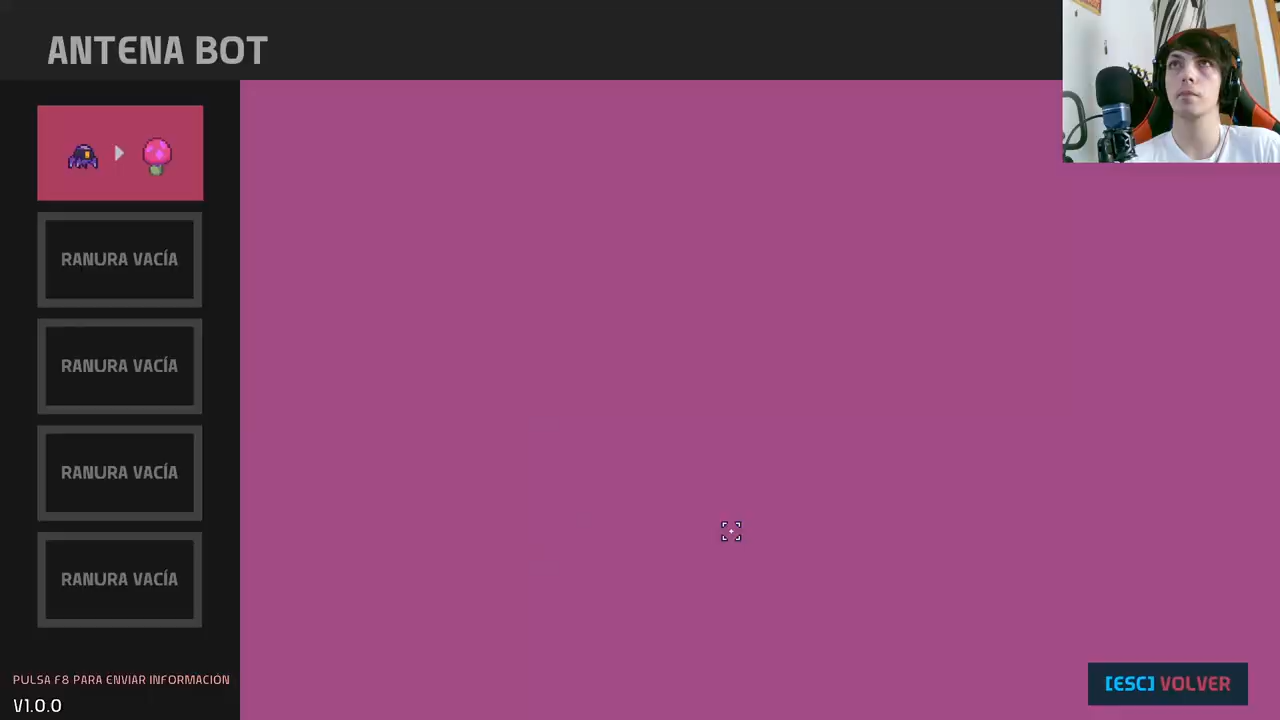 ANTENA BOT
RANURA VACÍA
RANURA VACÍA
RANURA VACÍA
RANURA VACÍA
PULSA F8 PARA ENVIAR INFORMACIÓN
V1.0.0
[ESC] VOLVER